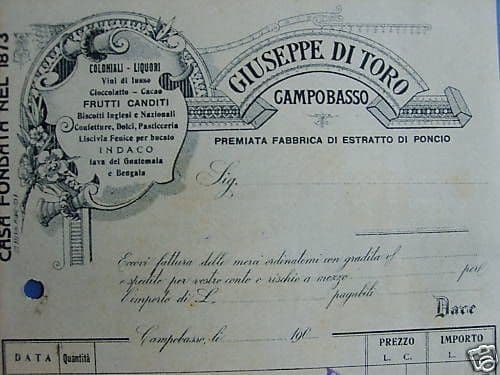 CASA FONDATA NEL 1873
COLONIALI - LIQUORI
Vini di lusso
Cioccolatto - Cacao
FRUTTI CANDITI
Biscotti Inglesi e Nazionali
Confetture, Dolci, Pasticceria
Liscivia Fenice per bucato
INDACO
Iava del Guatemala
e Bengala
GIUSEPPE DI TORO
CAMPOBASSO
PREMIATA FABBRICA DI ESTRATTO DI PONCIO
Sig.
Eccovi fattura delle merci ordinatemi con gradita
e spedite per vostro conto e rischio a mezzo per
l'importo di L. pagabili
Dare
Campobasso, li 190
DATA Quantità PREZZO IMPORTO
L. C. L.